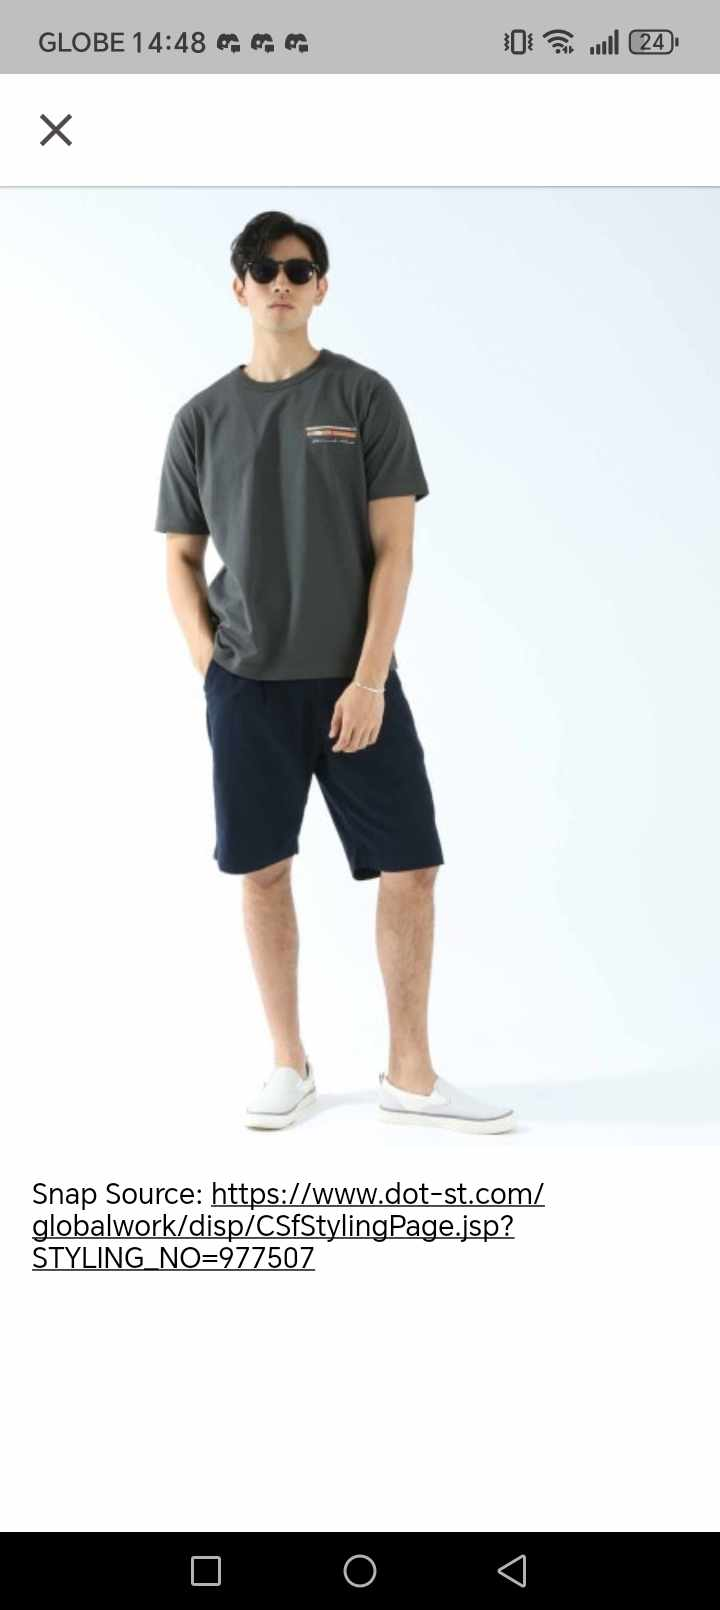 GLOBE 14:48
24
Snap Source: https://www.dot-st.com/
globalwork/disp/CSfStylingPage.jsp?
STYLING_NO=977507